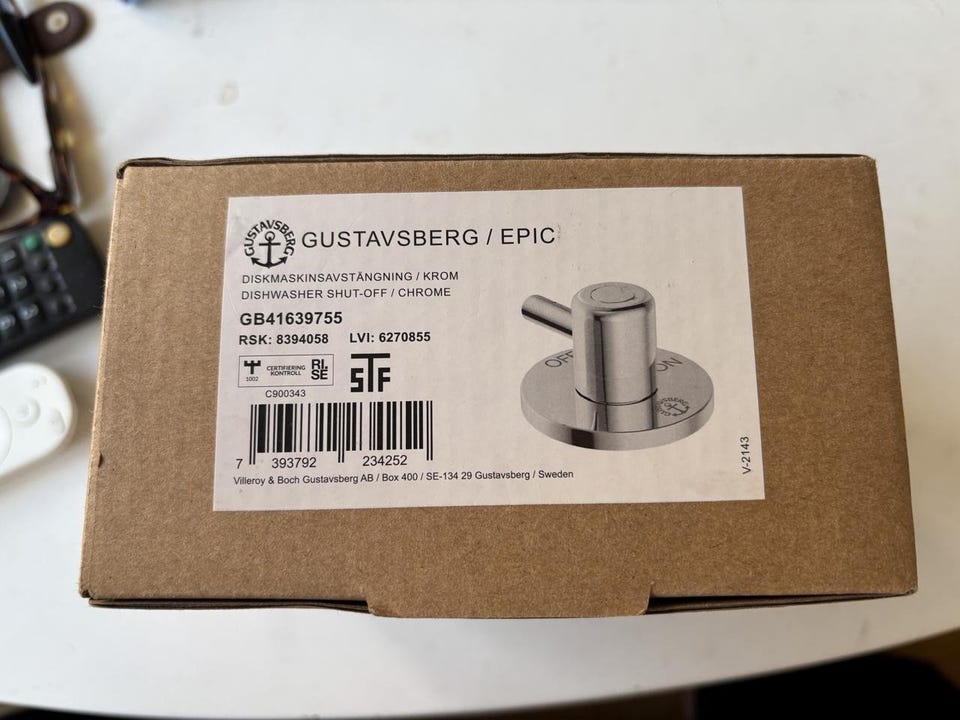 GUSTAVSBERG
GUSTAVSBERG / EPIC
DISKMASKINSAVSTÄNGNING / KROM
DISHWASHER SHUT-OFF / CHROME
GB41639755
RSK: 8394058 LVI: 6270855
1002 CERTIFIERING KONTROLL RI. SE
STF
C900343
7 393792 234252
Villeroy & Boch Gustavsberg AB / Box 400 / SE-134 29 Gustavsberg / Sweden
OFF ON
GUSTAVSBERG
V-2143